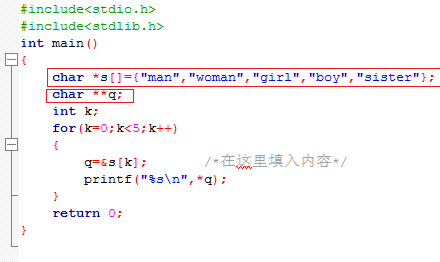 #include<stdio.h>
#include<stdlib.h>
int main()
{
char *s[]={"man","woman","girl","boy","sister"};
char **q;
int k;
for(k=0;k<5;k++)
{
q=&s[k]; /*在这里填入内容*/
printf("%s\n",*q);
}
return 0;
}